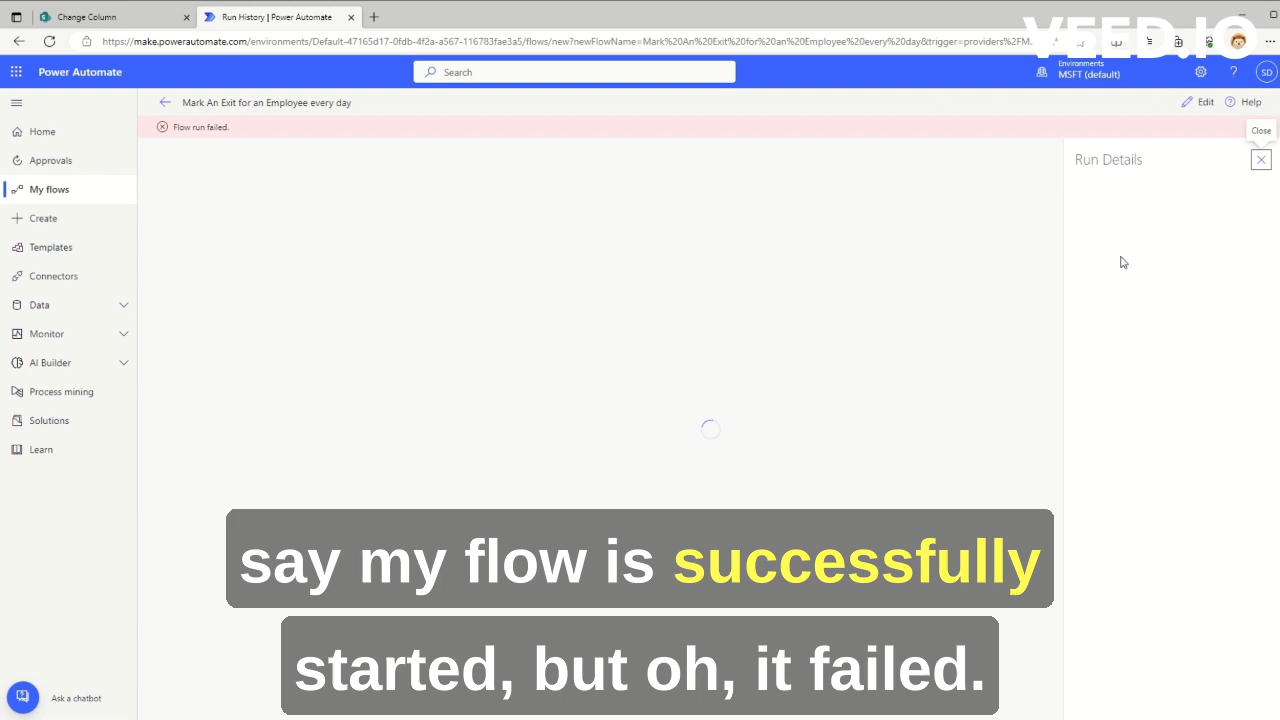 Change Column
Run History | Power Automate
https://make.powerautomate.com/environments/Default-47165d17-0fdb-4f2a-a567-116783fae3a5/flows/new?newFlowName=Mark%20An%20Exit%20for%20an%20Employee%20every%20day&trigger=providers%2FM...
VEED.IO
Power Automate
Search
Environments
MSFT (default)
SD
Mark An Exit for an Employee every day
Edit
Help
Flow run failed.
Close
Run Details
Home
Approvals
My flows
Create
Templates
Connectors
Data
Monitor
AI Builder
Process mining
Solutions
Learn
say my flow is successfully
started, but oh, it failed.
Ask a chatbot